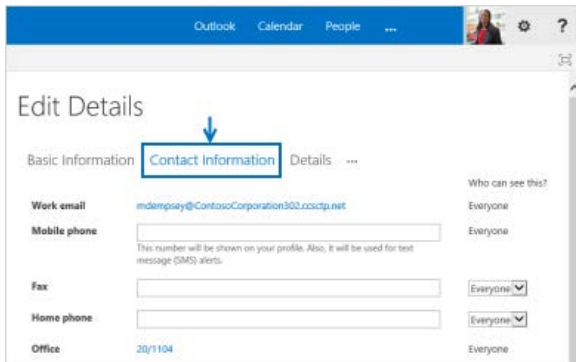 Outlook Calendar People ... ?
Edit Details
Basic Information Contact Information Details ...
Who can see this?
Work email mdempsey@ContosoCorporation302.ccsctp.net Everyone
Mobile phone Everyone
This number will be shown on your profile. Also, it will be used for text
message (SMS) alerts.
Fax Everyone
Home phone Everyone
Office 20/1104 Everyone